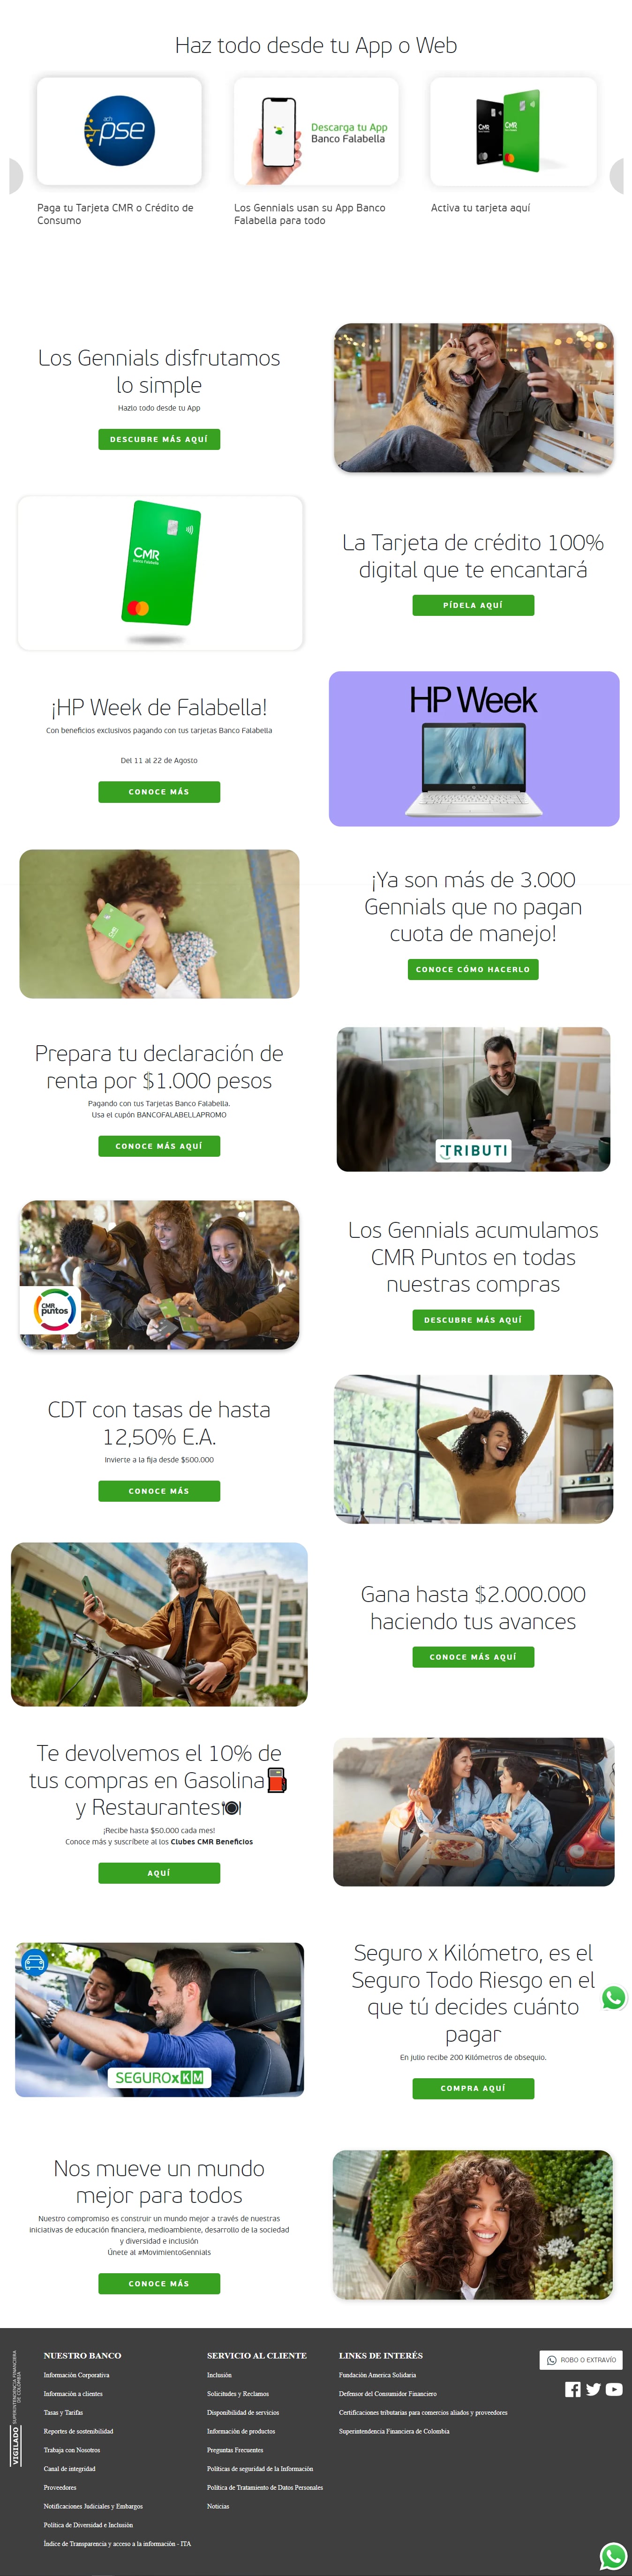 Haz todo desde tu App o Web
ach
pse
Descarga tu App
Banco Falabella
CMR
CMR
Paga tu Tarjeta CMR o Crédito de
Consumo
Los Gennials usan su App Banco
Falabella para todo
Activa tu tarjeta aquí
Los Gennials disfrutamos
lo simple
Hazlo todo desde tu App
DESCUBRE MÁS AQUÍ
CMR
Banco Falabella
La Tarjeta de crédito 100%
digital que te encantará
PÍDELA AQUÍ
¡HP Week de Falabella!
Con beneficios exclusivos pagando con tus tarjetas Banco Falabella
Del 11 al 22 de Agosto
CONOCE MÁS
HP Week
CMR
¡Ya son más de 3.000
Gennials que no pagan
cuota de manejo!
CONOCE CÓMO HACERLO
Prepara tu declaración de
renta por $1.000 pesos
Pagando con tus Tarjetas Banco Falabella.
Usa el cupón BANCOFALABELLAPROMO
CONOCE MÁS AQUÍ
TRIBUTI
CMR
puntos
Los Gennials acumulamos
CMR Puntos en todas
nuestras compras
DESCUBRE MÁS AQUÍ
CDT con tasas de hasta
12,50% E.A.
Invierte a la fija desde $500.000
CONOCE MÁS
Gana hasta $2.000.000
haciendo tus avances
CONOCE MÁS AQUÍ
Te devolvemos el 10% de
tus compras en Gasolina⛽
y Restaurantes🍽
¡Recibe hasta $50.000 cada mes!
Conoce más y suscríbete al los Clubes CMR Beneficios
AQUÍ
SEGUROxKM
Seguro x Kilómetro, es el
Seguro Todo Riesgo en el
que tú decides cuánto
pagar
En julio recibe 200 Kilómetros de obsequio.
COMPRA AQUÍ
Nos mueve un mundo
mejor para todos
Nuestro compromiso es construir un mundo mejor a través de nuestras
iniciativas de educación financiera, medioambiente, desarrollo de la sociedad
y diversidad e inclusión
Únete al #MovimientoGennials
CONOCE MÁS
VIGILADO SUPERINTENDENCIA FINANCIERA
DE COLOMBIA
NUESTRO BANCO
Información Corporativa
Información a clientes
Tasas y Tarifas
Reportes de sostenibilidad
Trabaja con Nosotros
Canal de integridad
Proveedores
Notificaciones Judiciales y Embargos
Política de Diversidad e Inclusión
Índice de Transparencia y acceso a la información - ITA
SERVICIO AL CLIENTE
Inclusión
Solicitudes y Reclamos
Disponibilidad de servicios
Información de productos
Preguntas Frecuentes
Políticas de seguridad de la Información
Política de Tratamiento de Datos Personales
Noticias
LINKS DE INTERÉS
Fundación America Solidaria
Defensor del Consumidor Financiero
Certificaciones tributarias para comercios aliados y proveedores
Superintendencia Financiera de Colombia
ROBO O EXTRAVÍO